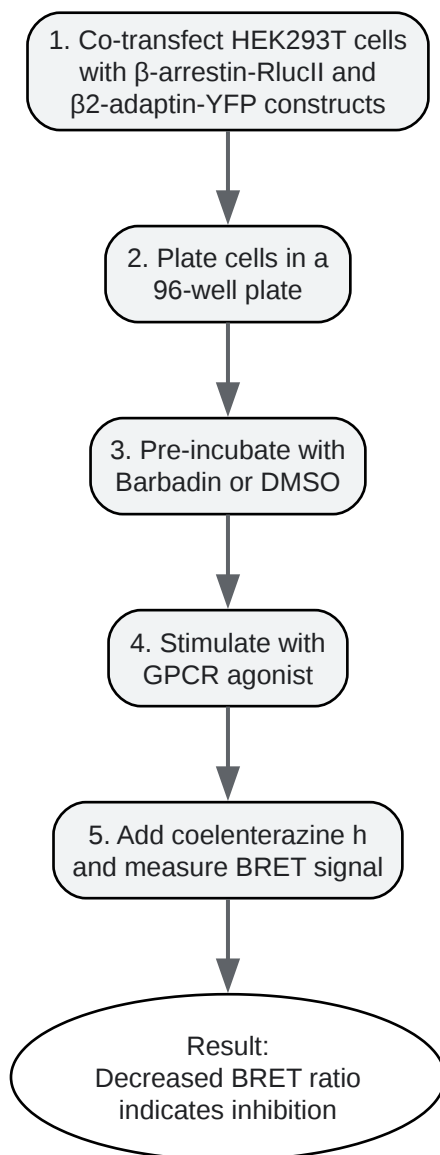 1. Co-transfect HEK293T cells
with β-arrestin-RlucII and
β2-adaptin-YFP constructs
2. Plate cells in a
96-well plate
3. Pre-incubate with
Barbadin or DMSO
4. Stimulate with
GPCR agonist
5. Add coelenterazine h
and measure BRET signal
Result:
Decreased BRET ratio
indicates inhibition